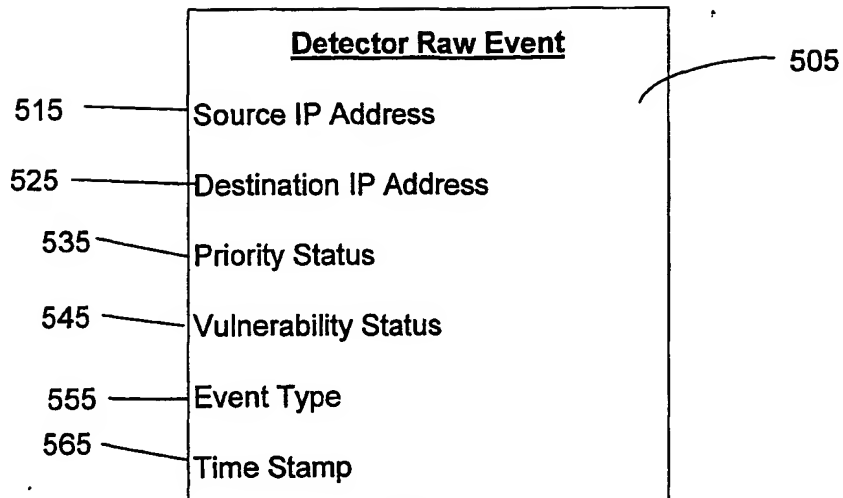 Detector Raw Event
505
515 Source IP Address
525 Destination IP Address
535 Priority Status
545 Vulnerability Status
555 Event Type
565 Time Stamp